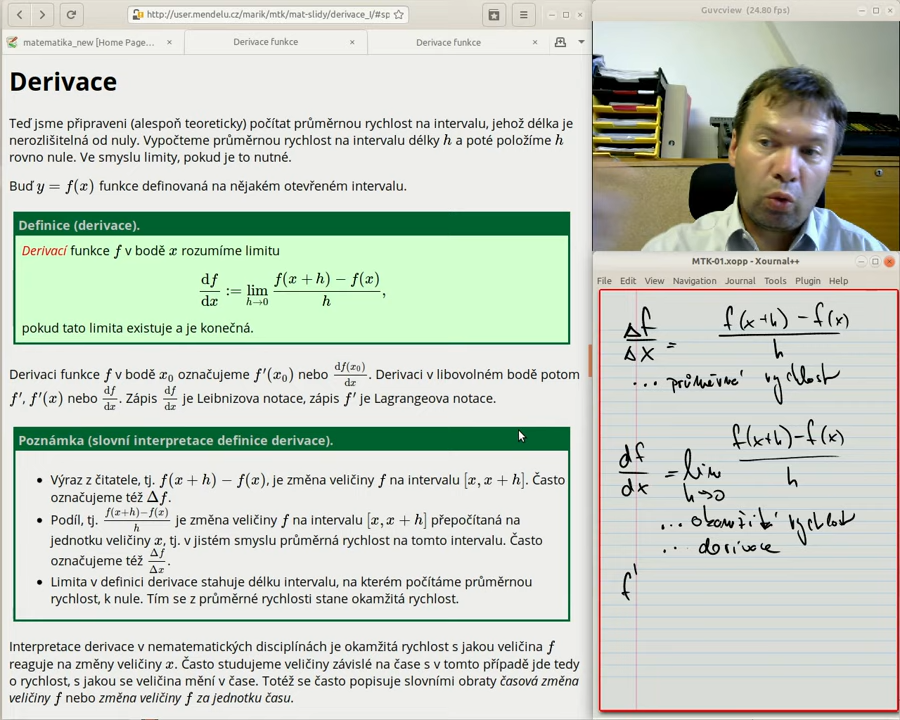 http://user.mendelu.cz/marik/mtk/mat-slidy/derivace_I/#sp
matematika_new [Home Page...
Derivace funkce
Derivace funkce
Derivace
Teď jsme připraveni (alespoň teoreticky) počítat průměrnou rychlost na intervalu, jehož délka je
nerozlišitelná od nuly. Vypočteme průměrnou rychlost na intervalu délky h a poté položíme h
rovno nule. Ve smyslu limity, pokud je to nutné.
Buď y = f(x) funkce definovaná na nějakém otevřeném intervalu.
Definice (derivace).
Derivací funkce f v bodě x rozumíme limitu
df/dx := lim h→0 f(x + h) − f(x) / h,
pokud tato limita existuje a je konečná.
Derivaci funkce f v bodě x₀ označujeme f′(x₀) nebo df(x₀)/dx. Derivaci v libovolném bodě potom
f′, f′(x) nebo df/dx. Zápis df/dx je Leibnizova notace, zápis f′ je Lagrangeova notace.
Poznámka (slovní interpretace definice derivace).
• Výraz z čitatele, tj. f(x + h) − f(x), je změna veličiny f na intervalu [x, x + h]. Často
označujeme též Δf.
• Podíl, tj. f(x+h)−f(x)/h je změna veličiny f na intervalu [x, x + h] přepočítaná na
jednotku veličiny x, tj. v jistém smyslu průměrná rychlost na tomto intervalu. Často
označujeme též Δf/Δx.
• Limita v definici derivace stahuje délku intervalu, na kterém počítáme průměrnou
rychlost, k nule. Tím se z průměrné rychlosti stane okamžitá rychlost.
Interpretace derivace v nematematických disciplínách je okamžitá rychlost s jakou veličina f
reaguje na změny veličiny x. Často studujeme veličiny závislé na čase s v tomto případě jde tedy
o rychlost, s jakou se veličina mění v čase. Totéž se často popisuje slovními obraty časová změna
veličiny f nebo změna veličiny f za jednotku času.
Guvcview (24.80 fps)
MTK-01.xopp - Xournal++
File Edit View Navigation Journal Tools Plugin Help
Δf/Δx = f(x+h) − f(x) / h
... průměrná rychlost
df/dx = lim h→0 f(x+h) − f(x) / h
... okamžitá rychlost
... derivace
f'